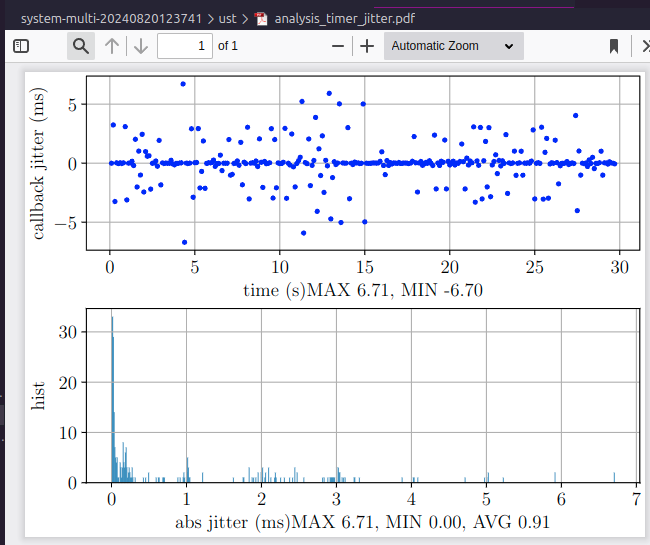 system-multi-20240820123741 > ust > analysis_timer_jitter.pdf
1 of 1 Automatic Zoom
callback jitter (ms)
5
0
−5
0 5 10 15 20 25 30
time (s)MAX 6.71, MIN -6.70
hist
30
20
10
0
0 1 2 3 4 5 6 7
abs jitter (ms)MAX 6.71, MIN 0.00, AVG 0.91